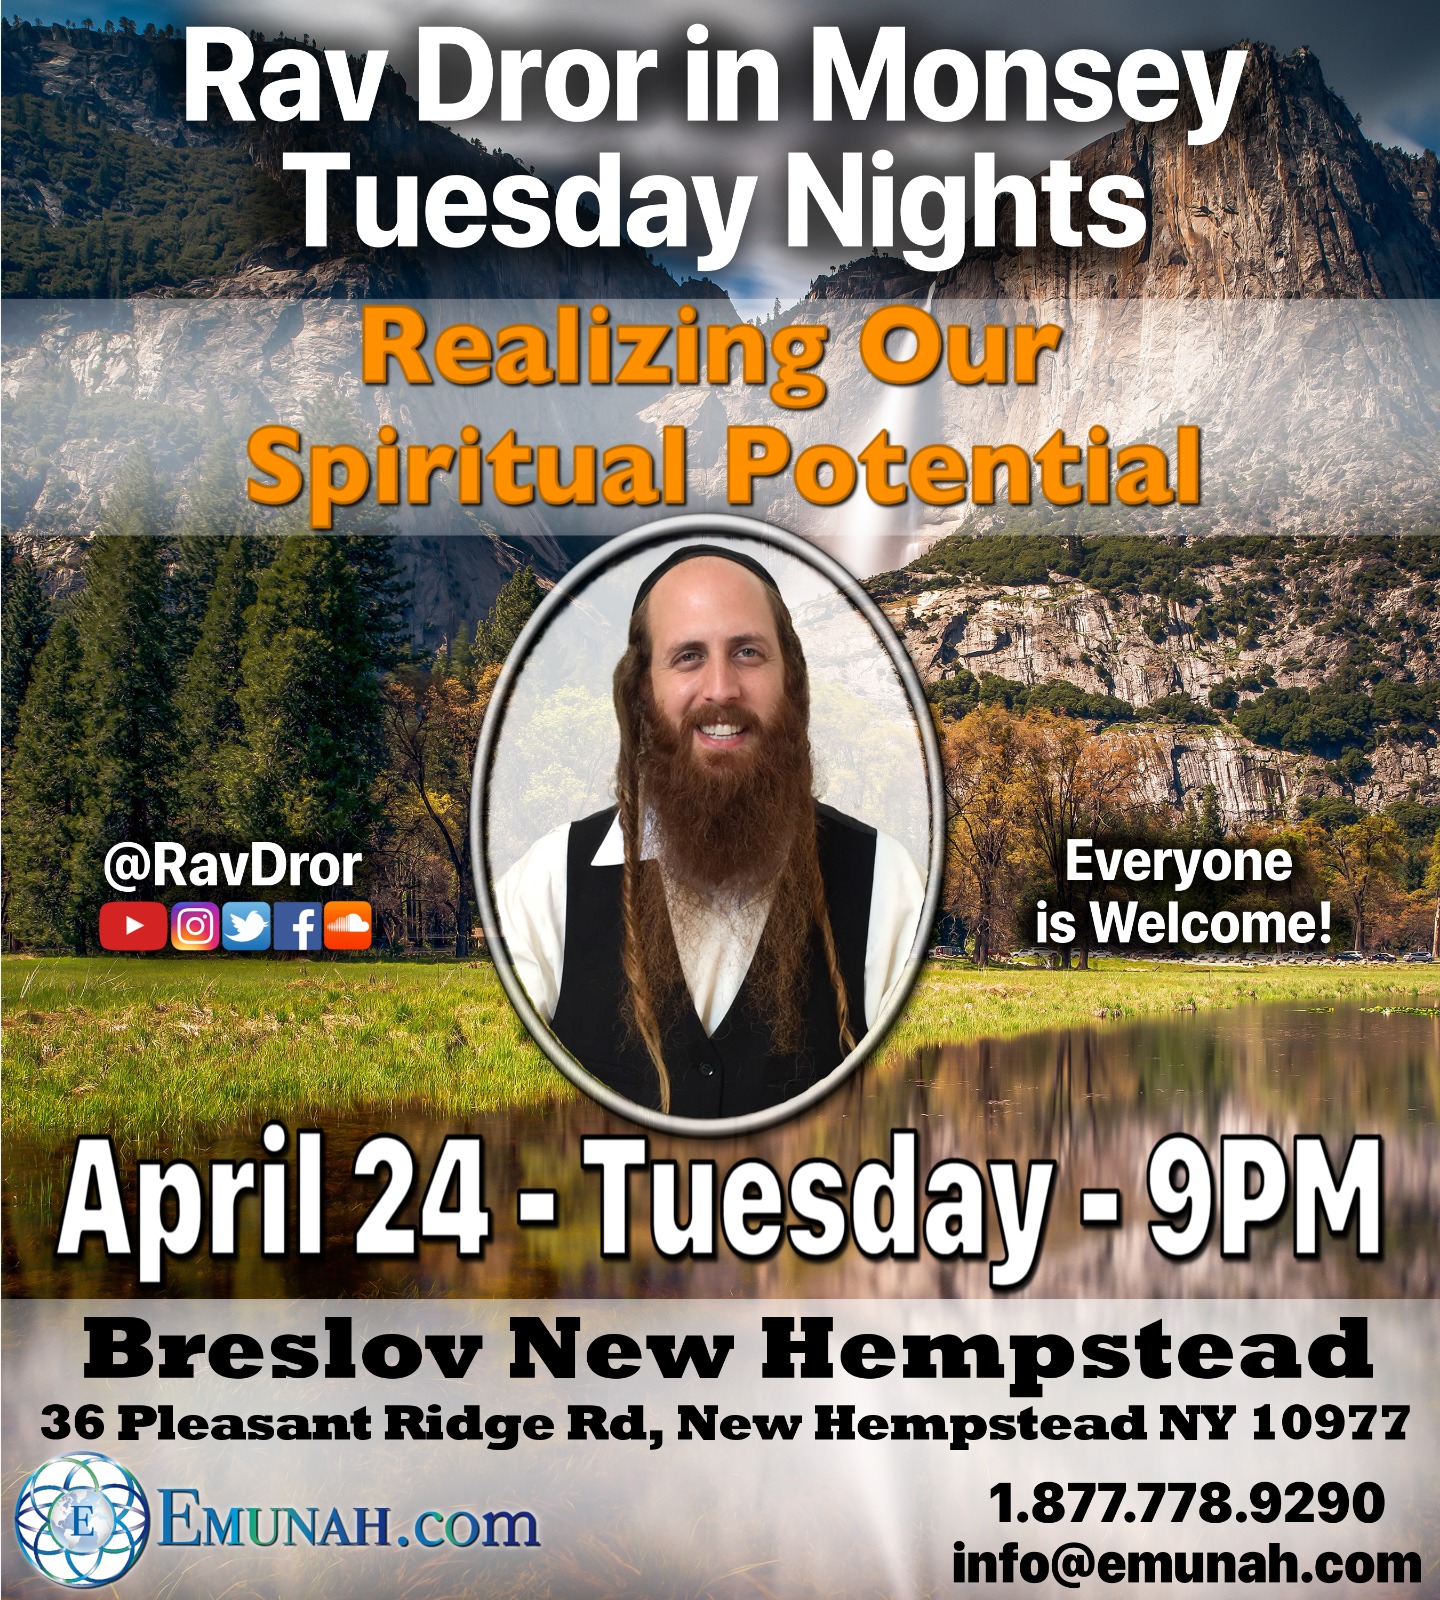 Rav Dror in Monsey
Tuesday Nights
Realizing Our
Spiritual Potential
@RavDror
Everyone
is Welcome!
April 24 - Tuesday - 9PM
Breslov New Hempstead
36 Pleasant Ridge Rd, New Hempstead NY 10977
E
EMUNAH.com
1.877.778.9290
info@emunah.com